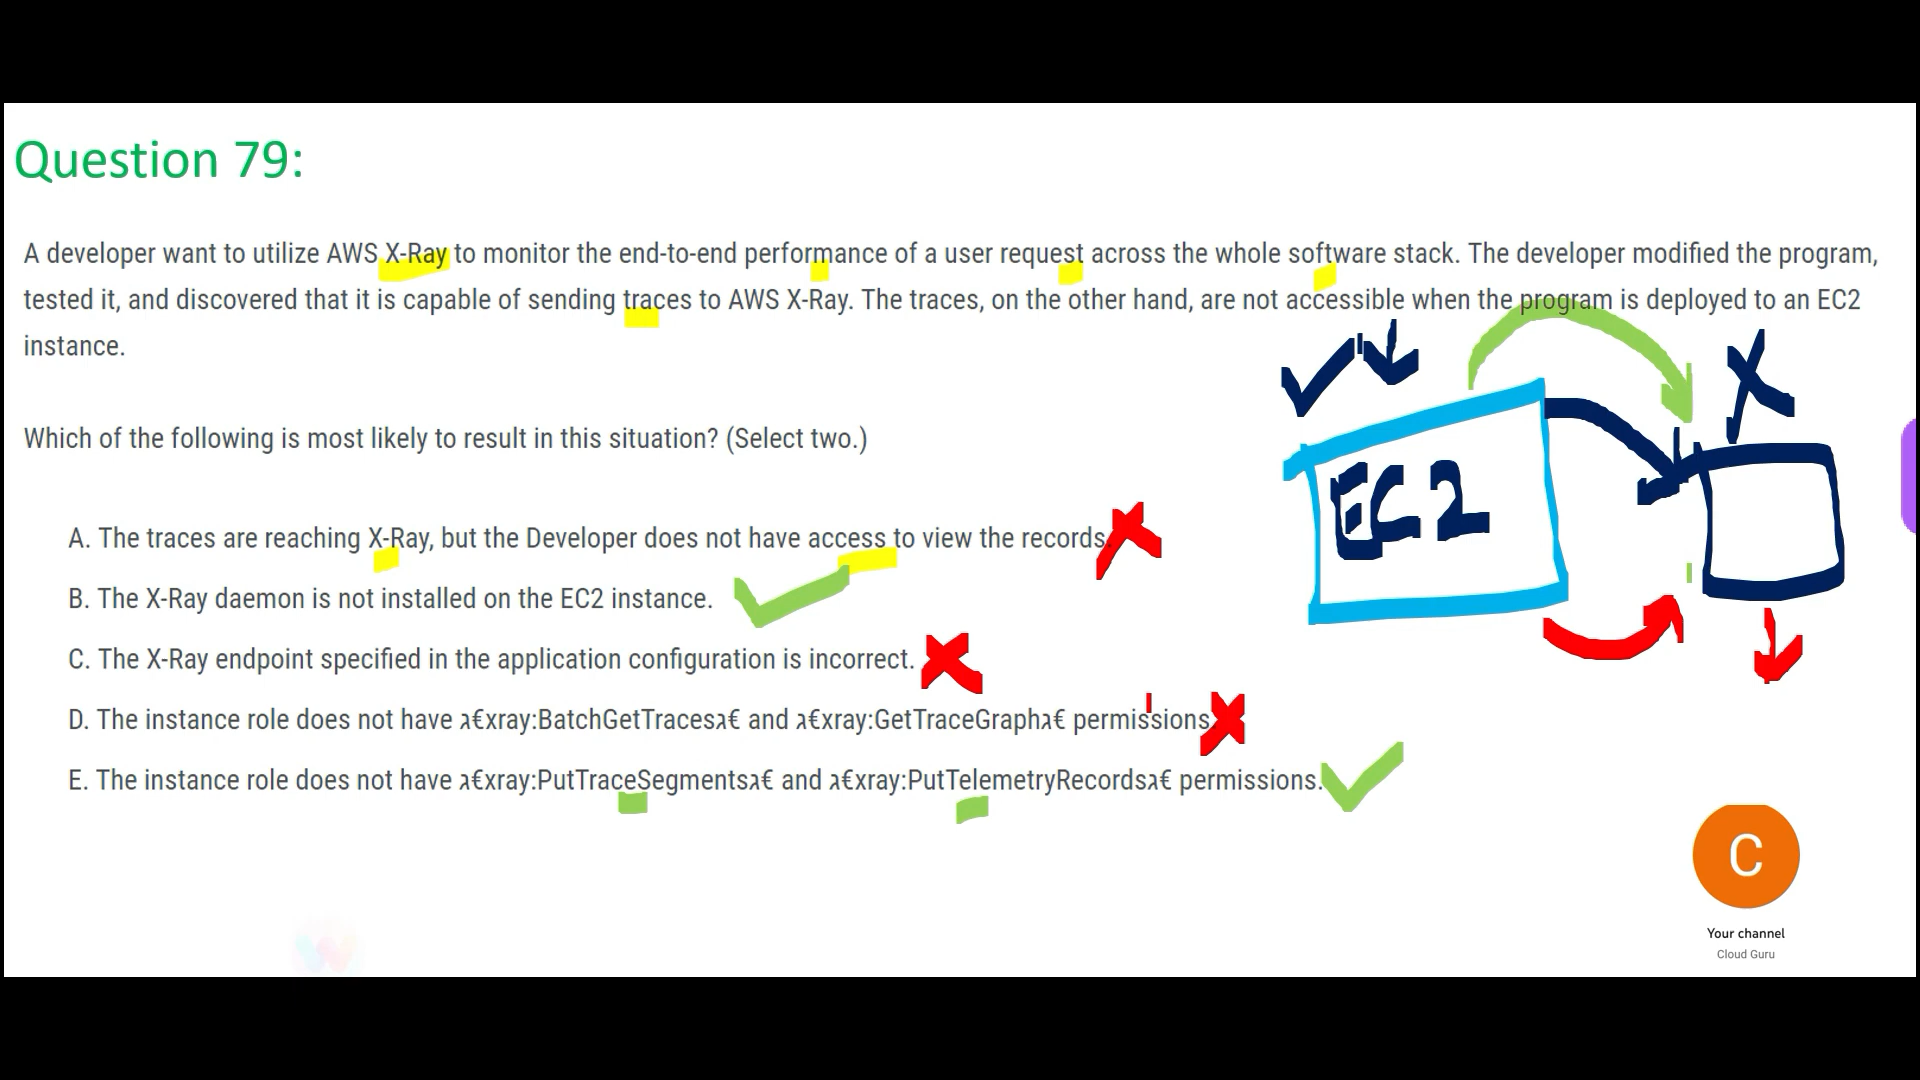 Question 79:
A developer want to utilize AWS X-Ray to monitor the end-to-end performance of a user request across the whole software stack. The developer modified the program,
tested it, and discovered that it is capable of sending traces to AWS X-Ray. The traces, on the other hand, are not accessible when the program is deployed to an EC2
instance.
Which of the following is most likely to result in this situation? (Select two.)
EC2
A. The traces are reaching X-Ray, but the Developer does not have access to view the records.
B. The X-Ray daemon is not installed on the EC2 instance.
C. The X-Ray endpoint specified in the application configuration is incorrect.
D. The instance role does not have גxray:BatchGetTracesג€ and ג€xray:GetTraceGraphג€ permissions.
E. The instance role does not have ג€xray:PutTraceSegmentsג€ and ג€xray:PutTelemetryRecordsג€ permissions.
C
Your channel
Cloud Guru